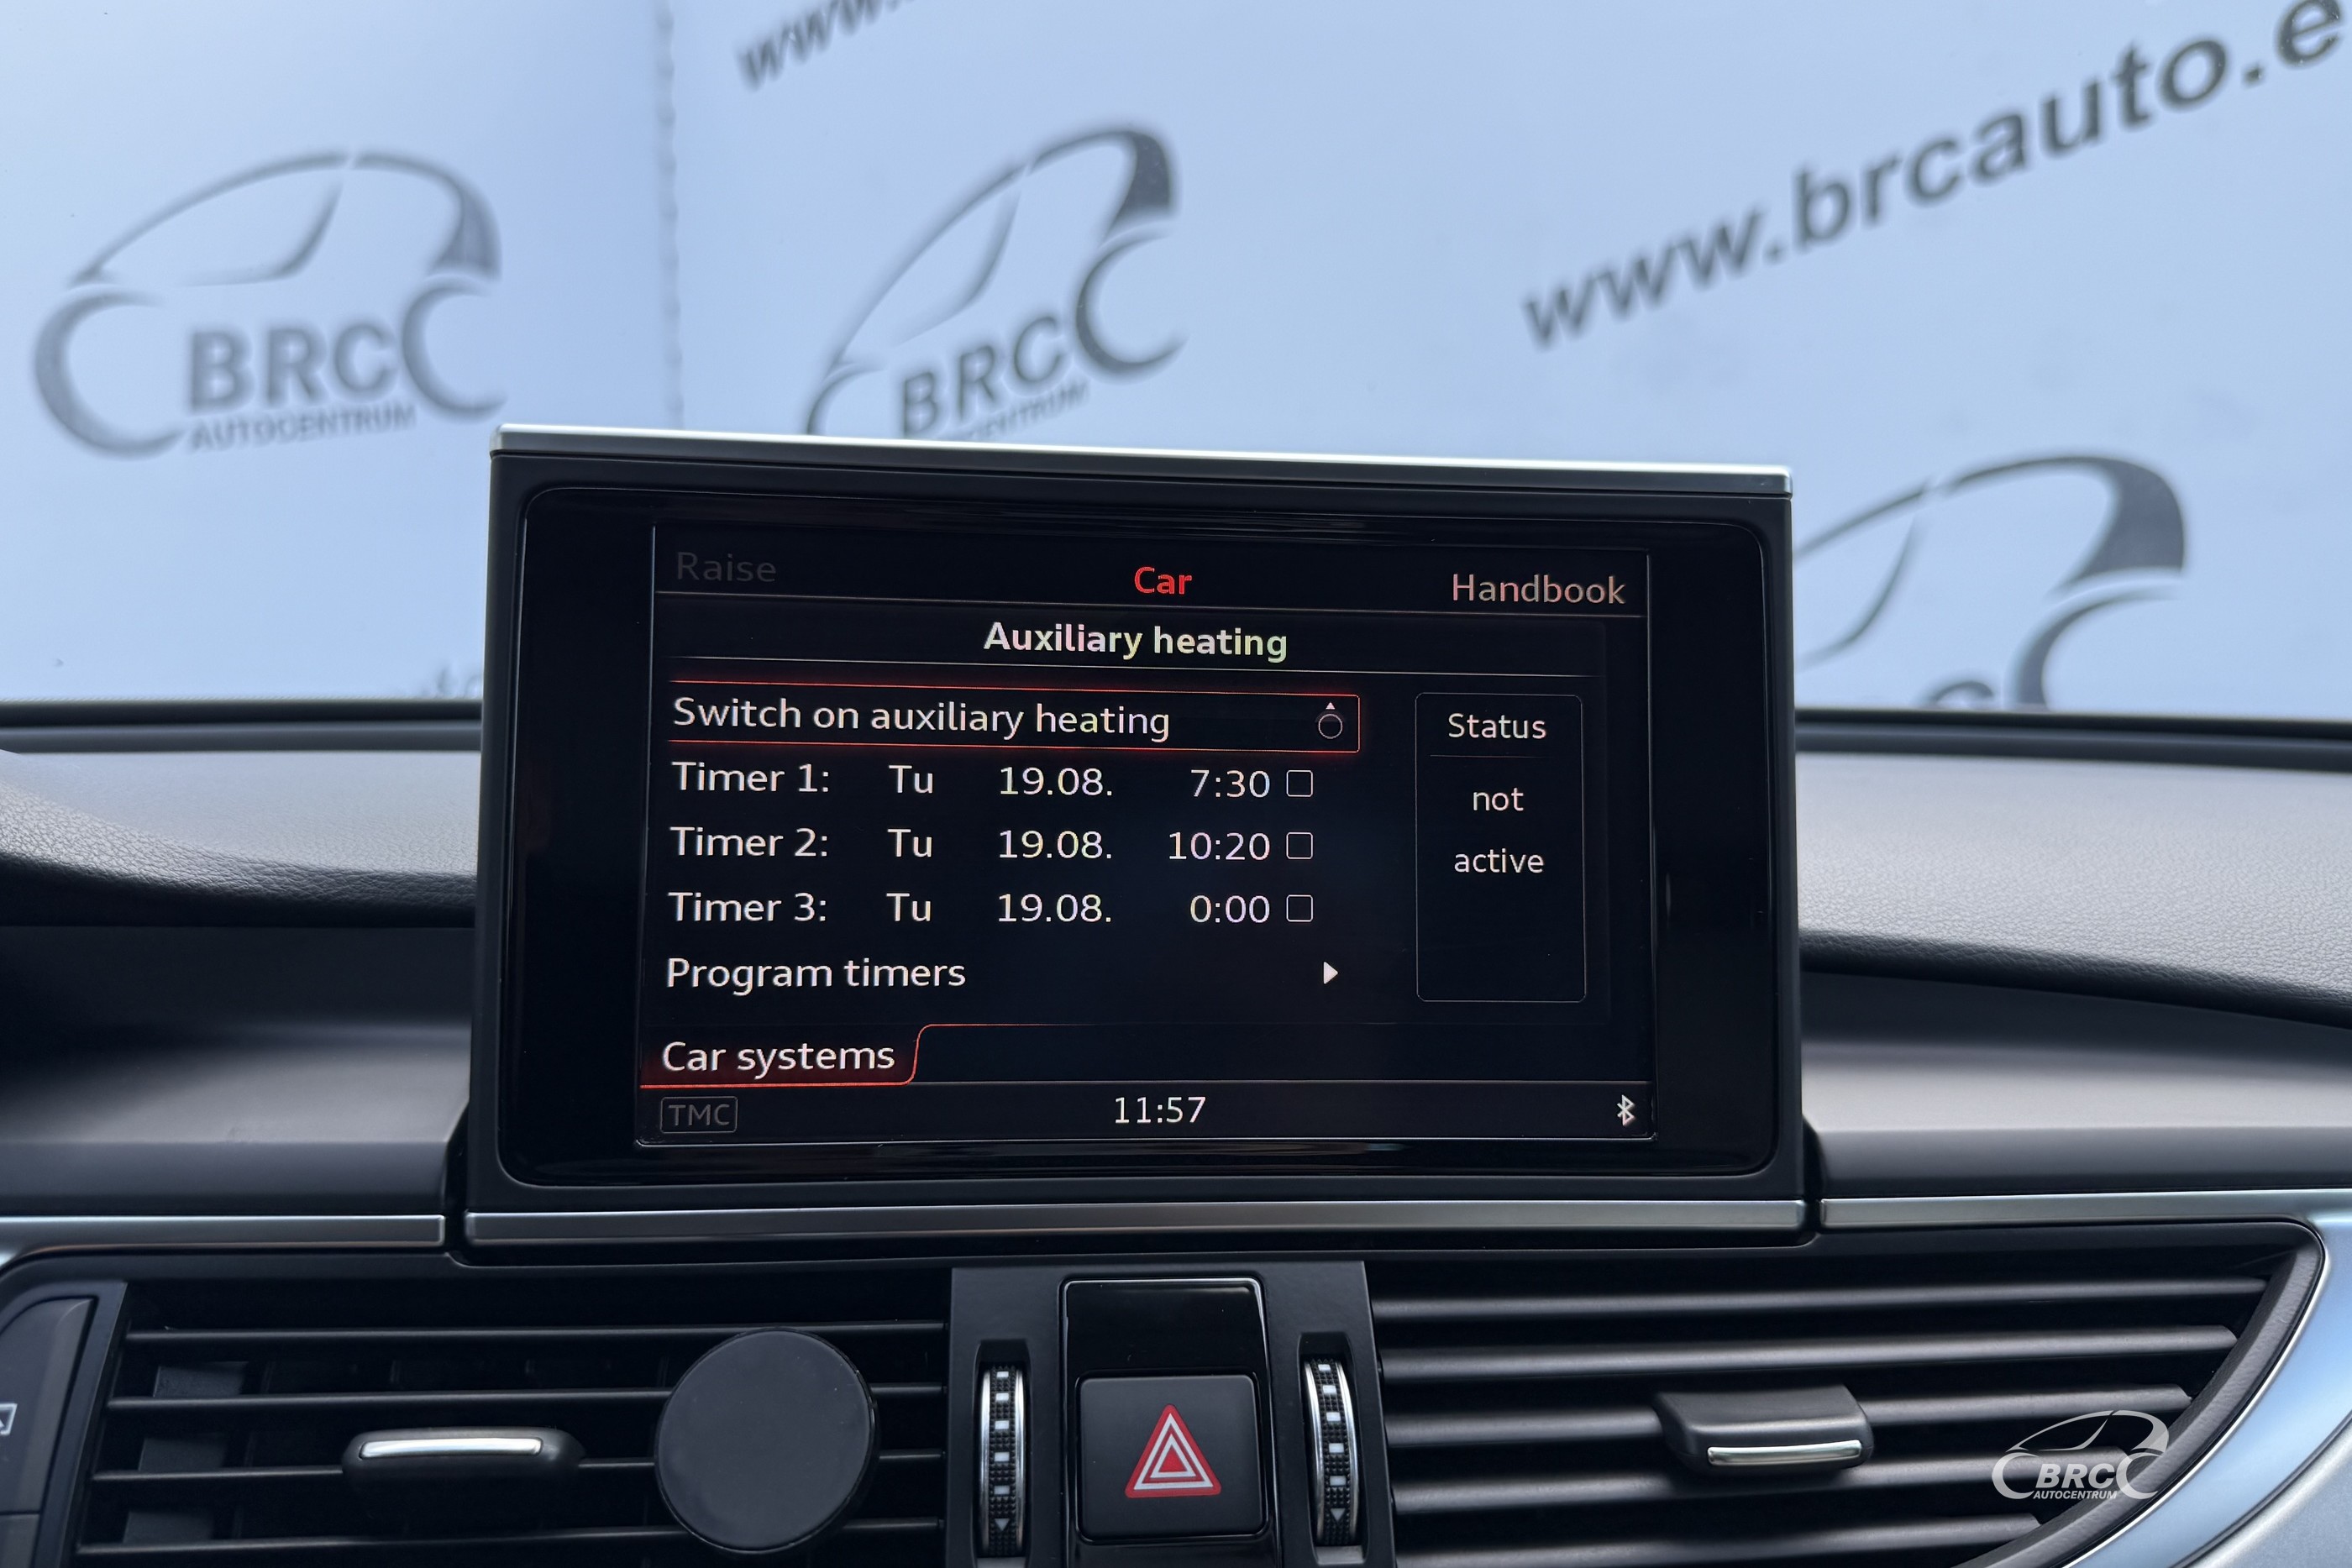 www.
www.brcauto.e
BRC
AUTOCENTRUM
BRC
AUTOCENTRUM
Raise Car Handbook
Auxiliary heating
Switch on auxiliary heating
Status
not
active
Timer 1: Tu 19.08. 7:30
Timer 2: Tu 19.08. 10:20
Timer 3: Tu 19.08. 0:00
Program timers
Car systems
TMC 11:57
BRC
AUTOCENTRUM